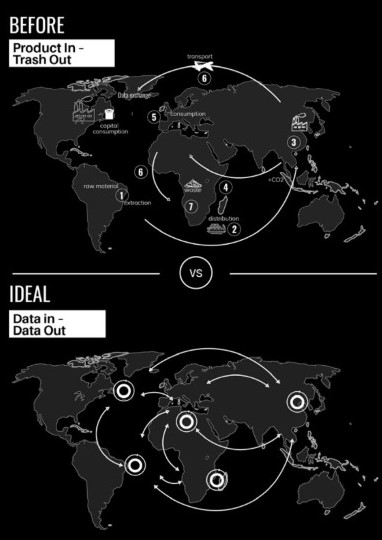 BEFORE
Product In -
Trash Out
transport
6
Data exchange
5
consumption
capital
consumption
3
6
raw material
1
extraction
waste
4
7
+CO2
distribution
2
VS
IDEAL
Data in -
Data Out